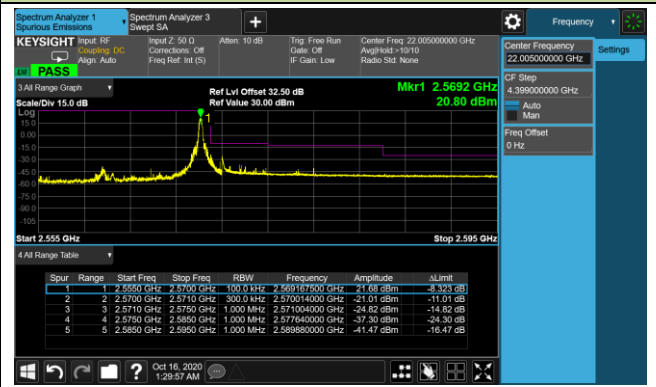 Spectrum Analyzer 1
Spurious Emissions
Spectrum Analyzer 3
Swept SA
Frequency
KEYSIGHT
Input: RF
Coupling: DC
Align: Auto
Input Z: 50 Ω
Corrections: Off
Freq Ref: Int (S)
Atten: 10 dB
Trig: Free Run
Gate: Off
IF Gain: Low
Center Freq: 22.005000000 GHz
Avg|Hold:>10/10
Radio Std: None
PASS
Center Frequency
22.005000000 GHz
Settings
CF Step
4.399000000 GHz
Auto
Man
Freq Offset
0 Hz
3 All Range Graph
Scale/Div 15.0 dB
Ref Lvl Offset 32.50 dB
Ref Value 30.00 dBm
Mkr1 2.5692 GHz
20.80 dBm
Log
15.0
0.00
-15.0
-30.0
-45.0
-60.0
-75.0
-90.0
-105
1
Start 2.555 GHz
Stop 2.595 GHz
4 All Range Table
Spur Range Start Freq Stop Freq RBW Frequency Amplitude ΔLimit
1 1 2.5550 GHz 2.5700 GHz 100.0 kHz 2.569167500 GHz 21.68 dBm -8.323 dB
2 2 2.5700 GHz 2.5710 GHz 300.0 kHz 2.570014000 GHz -21.01 dBm -11.01 dB
3 3 2.5710 GHz 2.5750 GHz 1.000 MHz 2.571004000 GHz -24.82 dBm -14.82 dB
4 4 2.5750 GHz 2.5850 GHz 1.000 MHz 2.577640000 GHz -37.30 dBm -24.30 dB
5 5 2.5850 GHz 2.5950 GHz 1.000 MHz 2.589880000 GHz -41.47 dBm -16.47 dB
Oct 16, 2020
1:29:57 AM